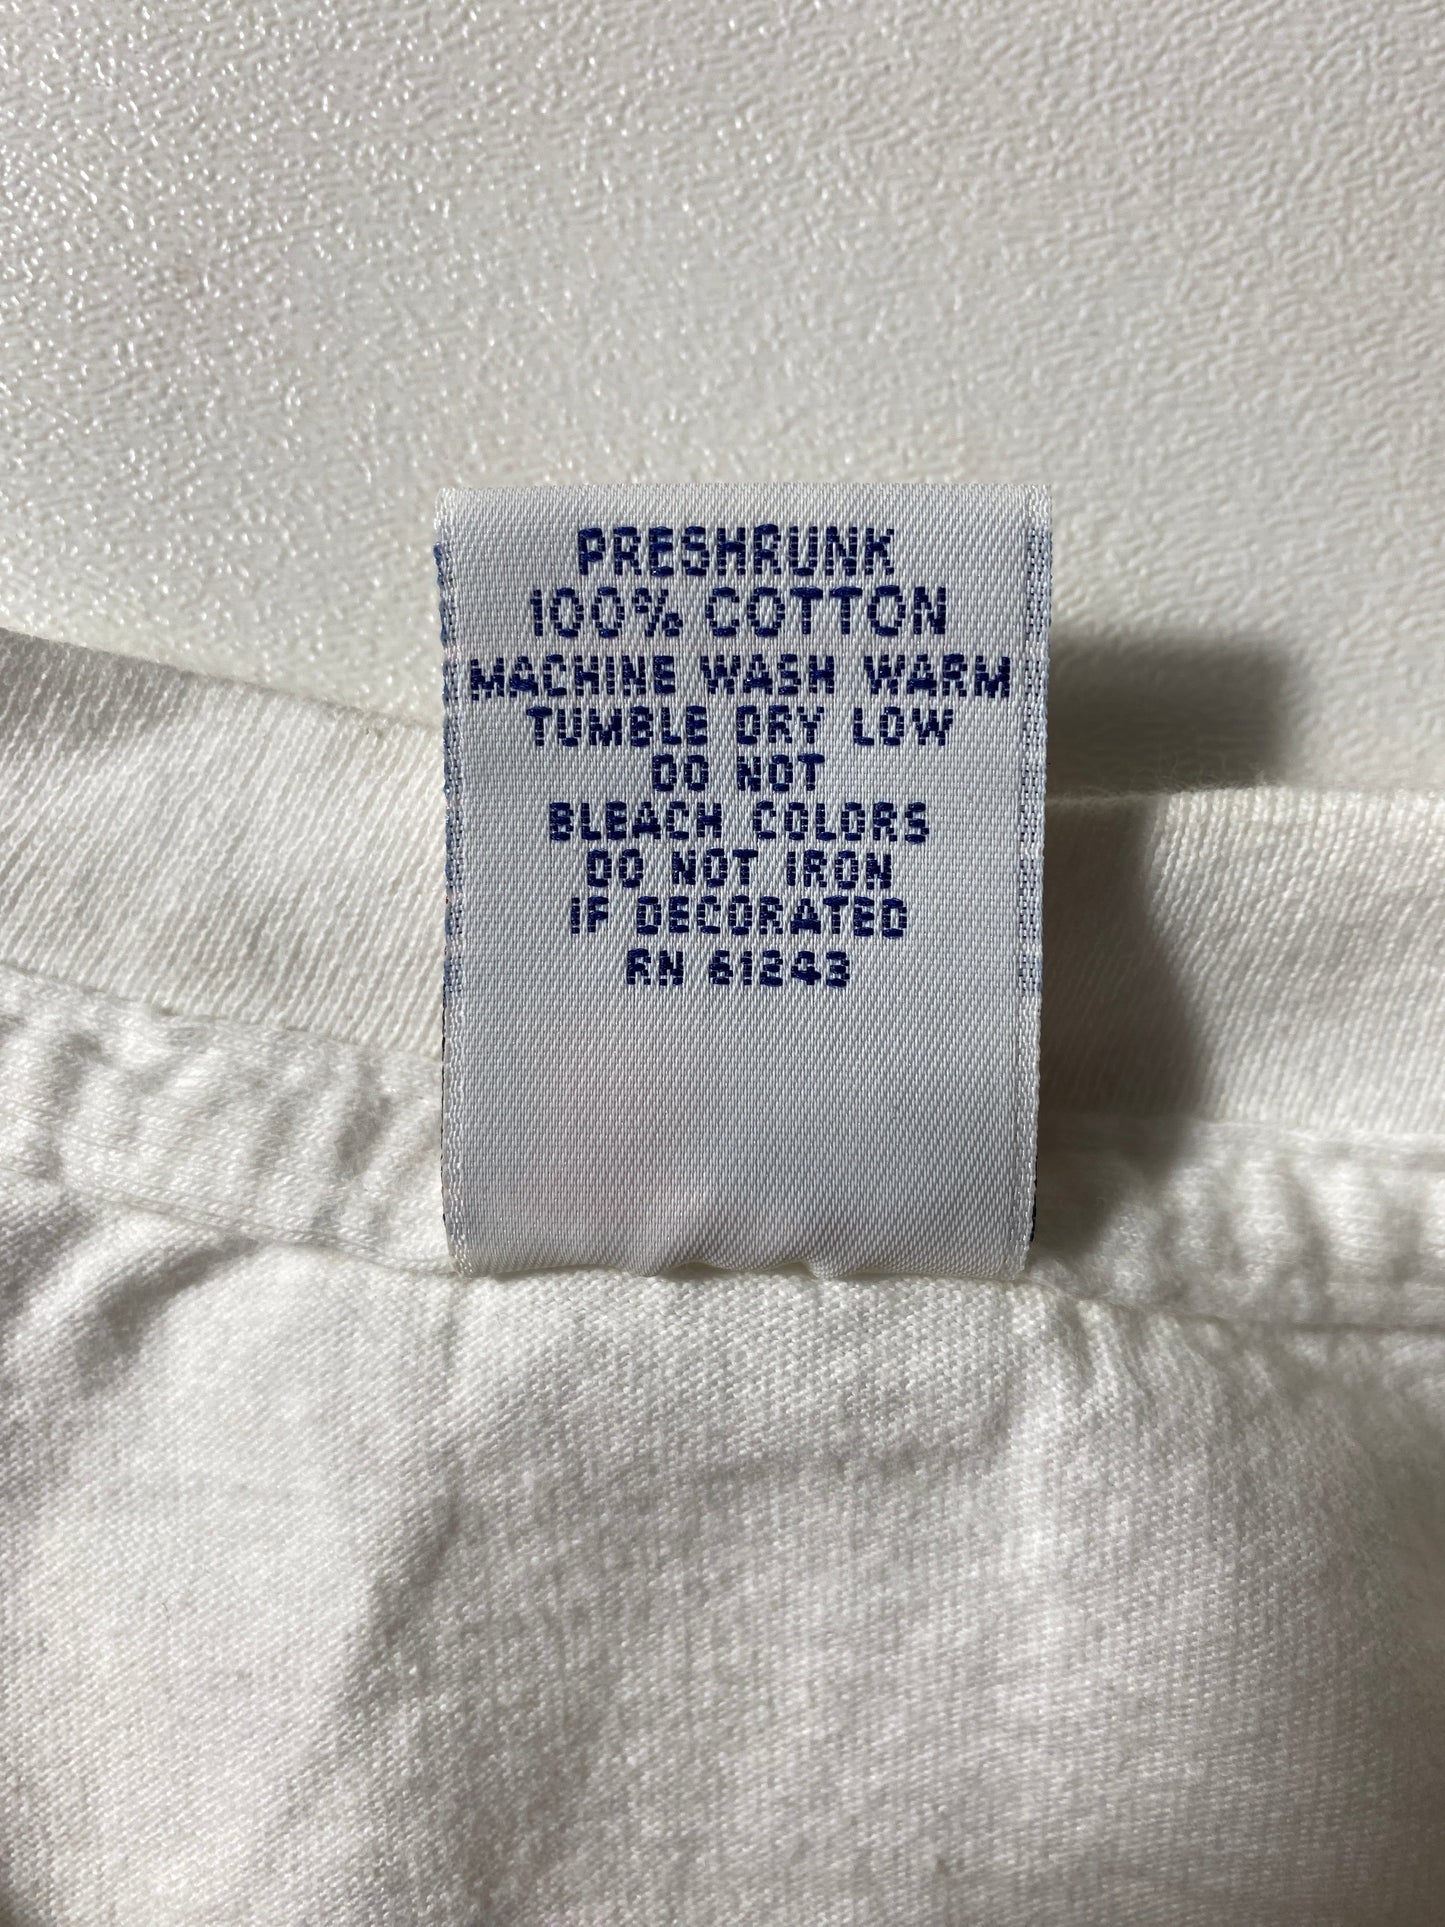 PRESHRUNK
100% COTTON
MACHINE WASH WARM
TUMBLE DRY LOW
DO NOT
BLEACH COLORS
DO NOT IRON
IF DECORATED
RN 61243